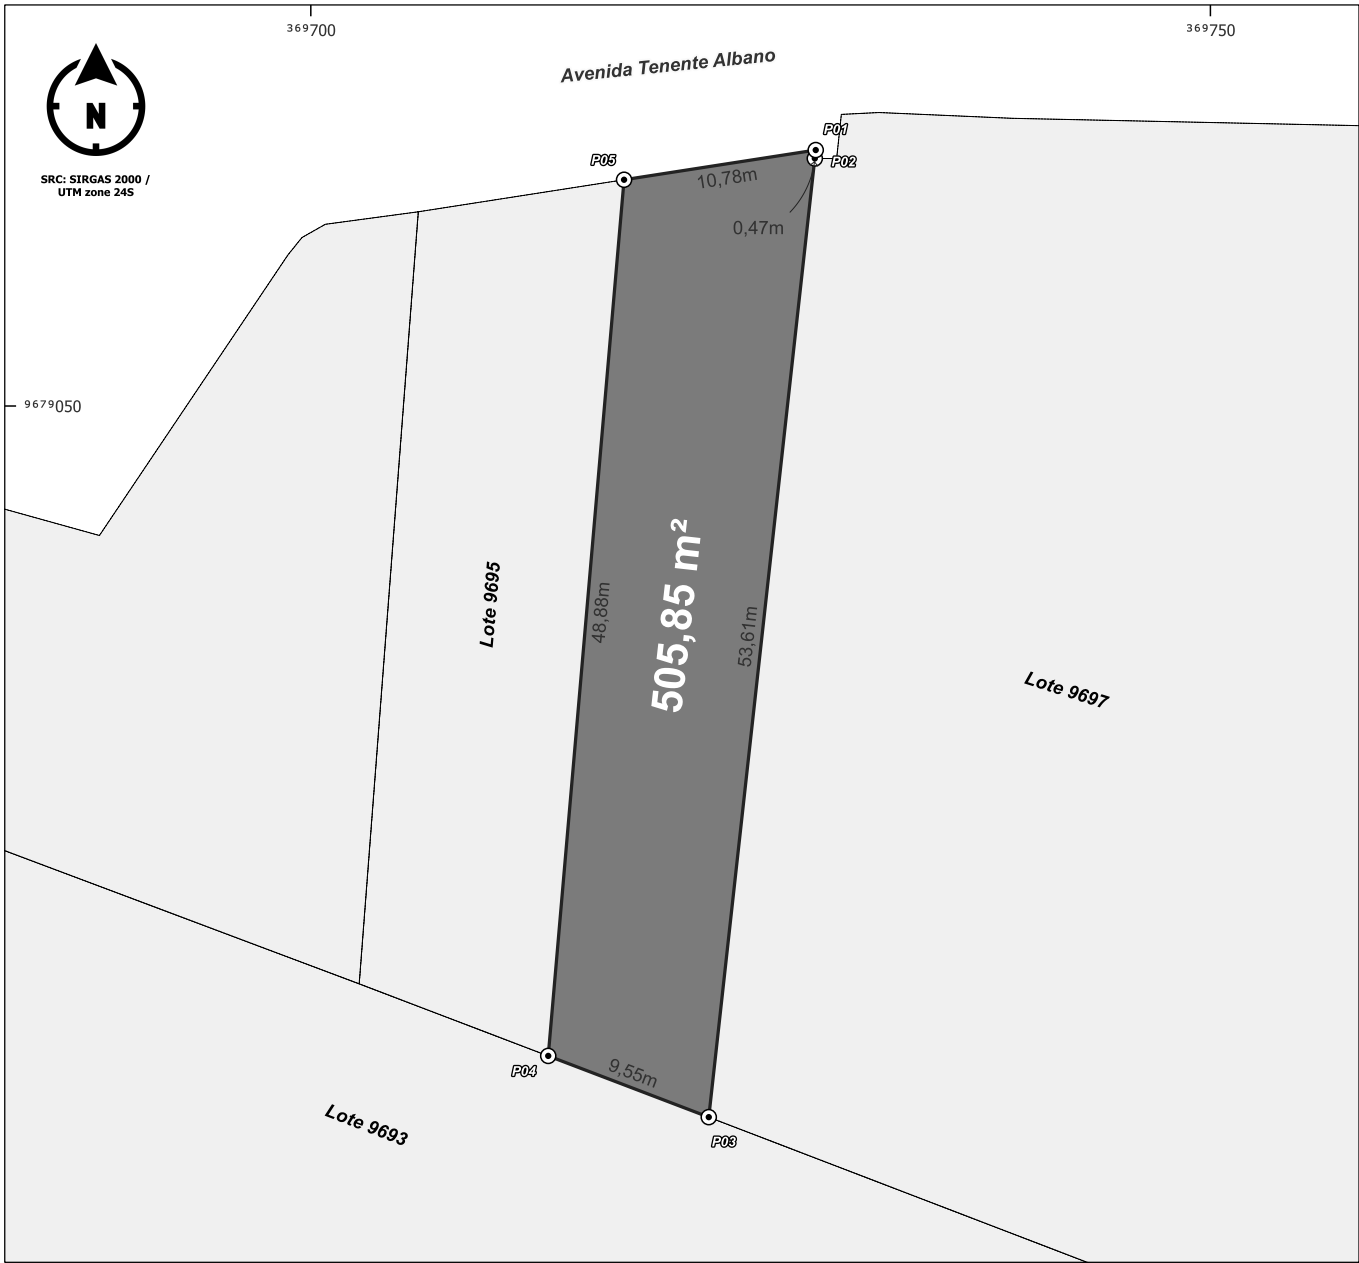 369700
369750
Avenida Tenente Albano
N
SRC: SIRGAS 2000 /
UTM zone 24S
P01
P05
P02
10,78m
0,47m
9679050
505,85 m²
Lote 9695
48,88m
53,61m
Lote 9697
P04
9,55m
Lote 9693
P03